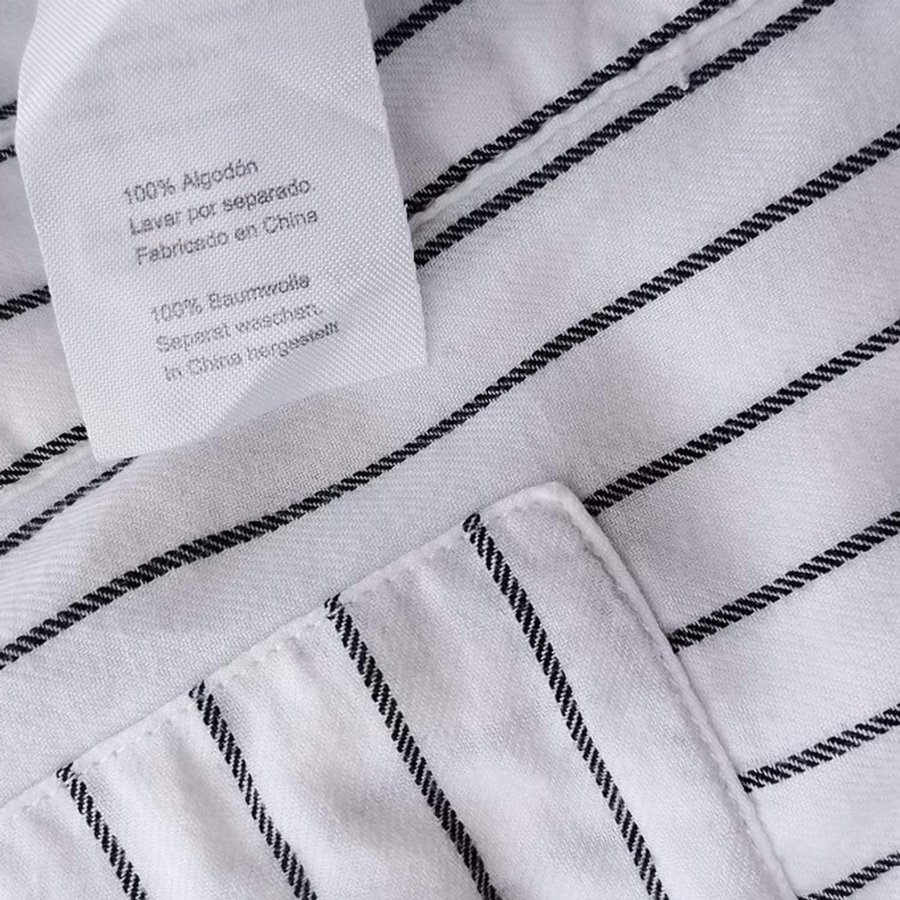 100% Algodón
Lavar por separado.
Fabricado en China
100% Baumwolle
Separat waschen.
In China hergestellt